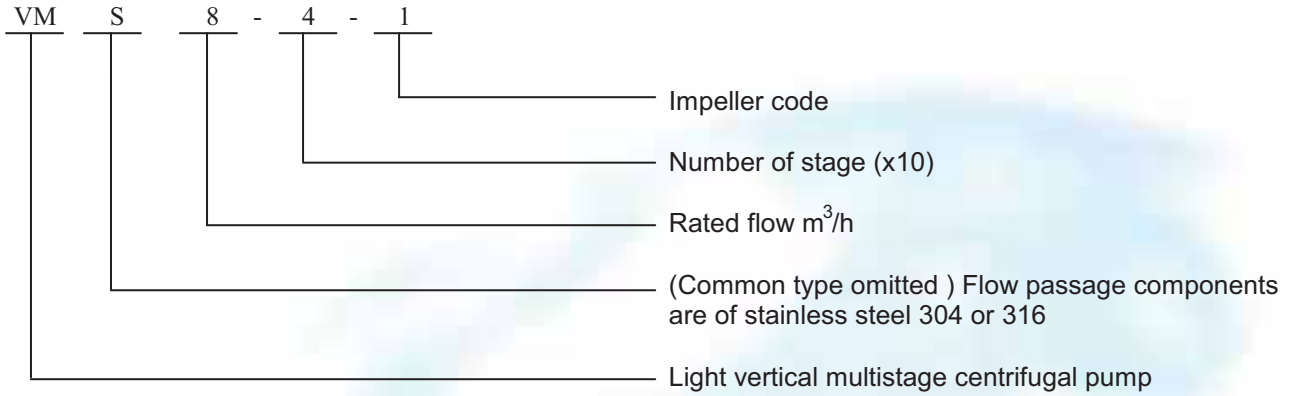 VM S 8 - 4 - 1
Impeller code
Number of stage (x10)
Rated flow m³/h
(Common type omitted ) Flow passage components
are of stainless steel 304 or 316
Light vertical multistage centrifugal pump